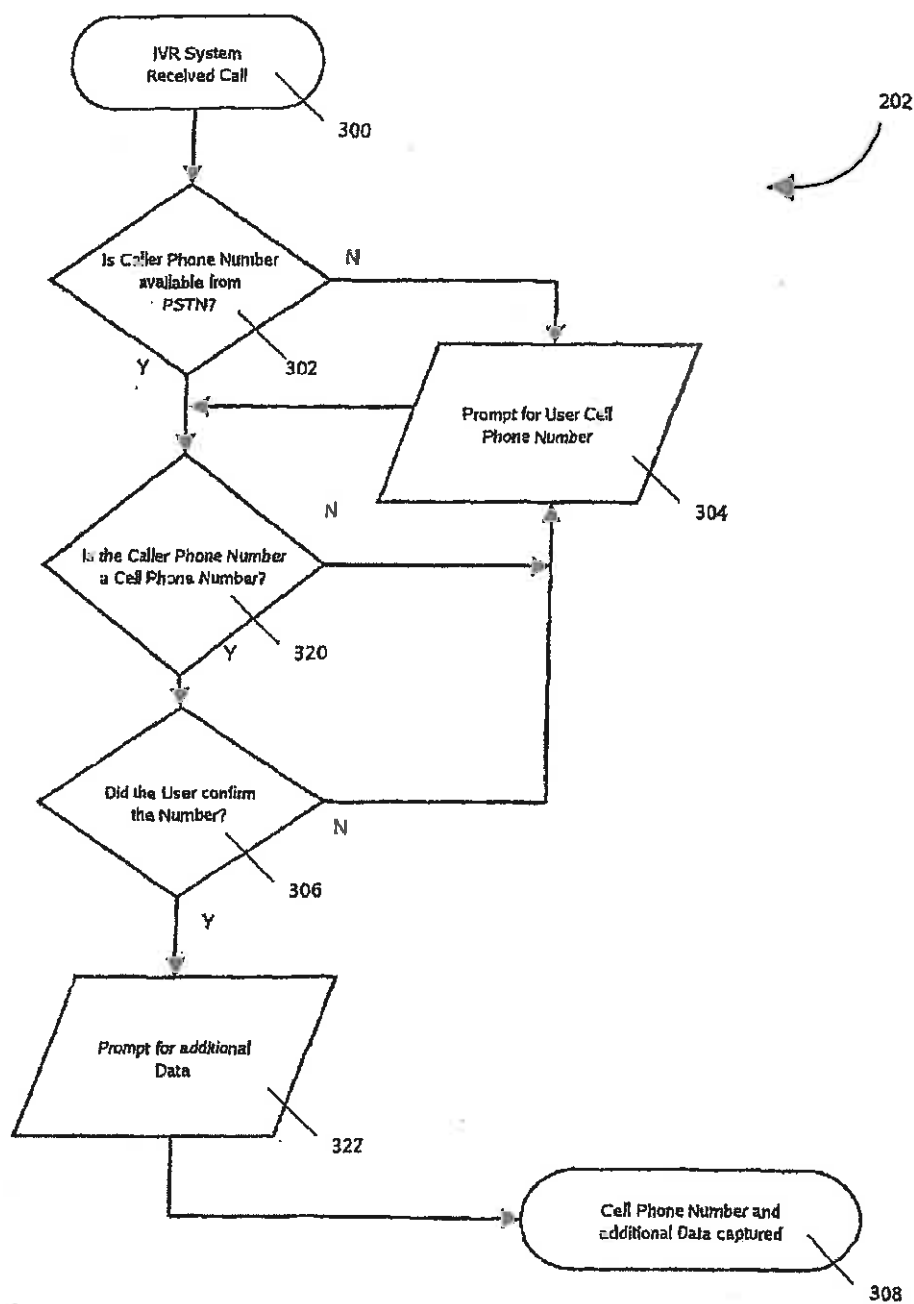 IVR System
Received Call
300
202
Is Caller Phone Number
available from
PSTN?
N
302
Y
Prompt for User Cell
Phone Number
304
N
Is the Caller Phone Number
a Cell Phone Number?
320
Y
Did the User confirm
the Number?
N
306
Y
Prompt for additional
Data
322
Cell Phone Number and
additional Data captured
308